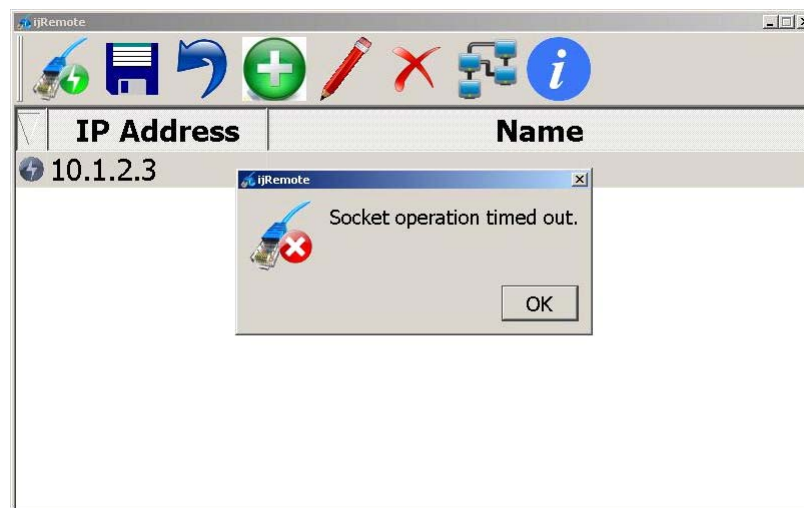 ijRemote
IP Address Name
10.1.2.3
ijRemote
Socket operation timed out.
OK